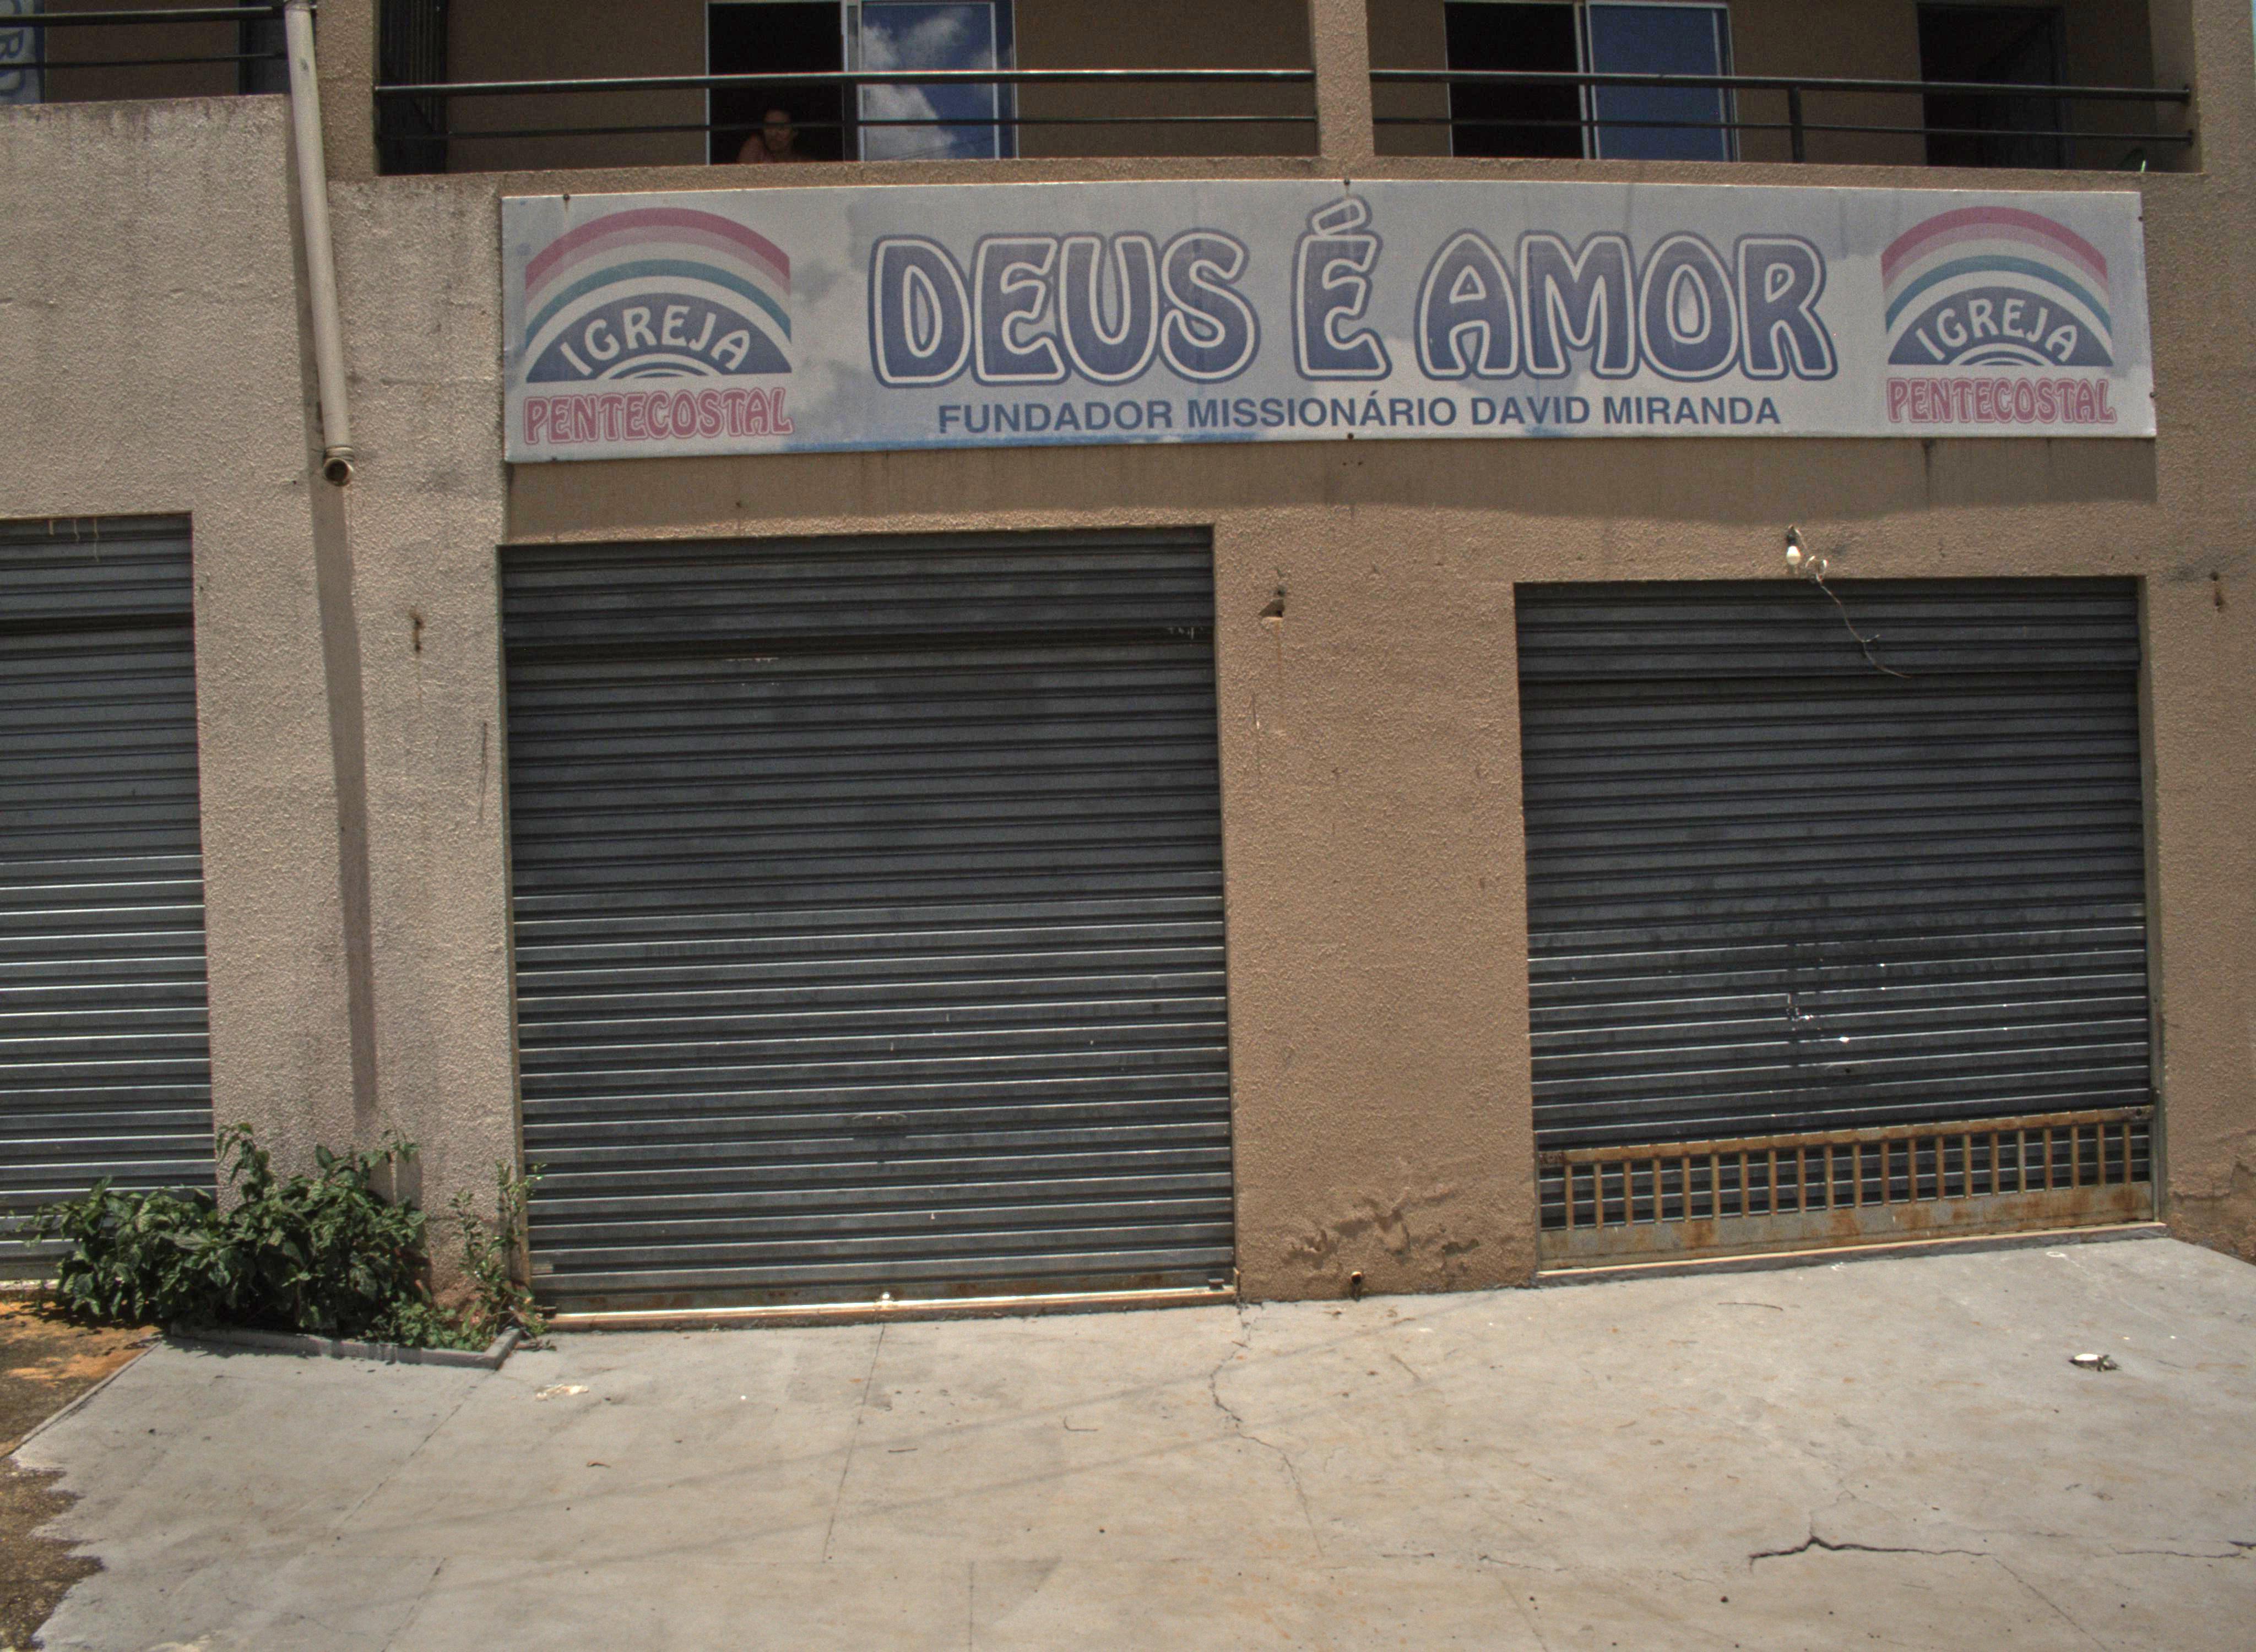 IGREJA
PENTECOSTAL
DEUS É AMOR
FUNDADOR MISSIONÁRIO DAVID MIRANDA
IGREJA
PENTECOSTAL